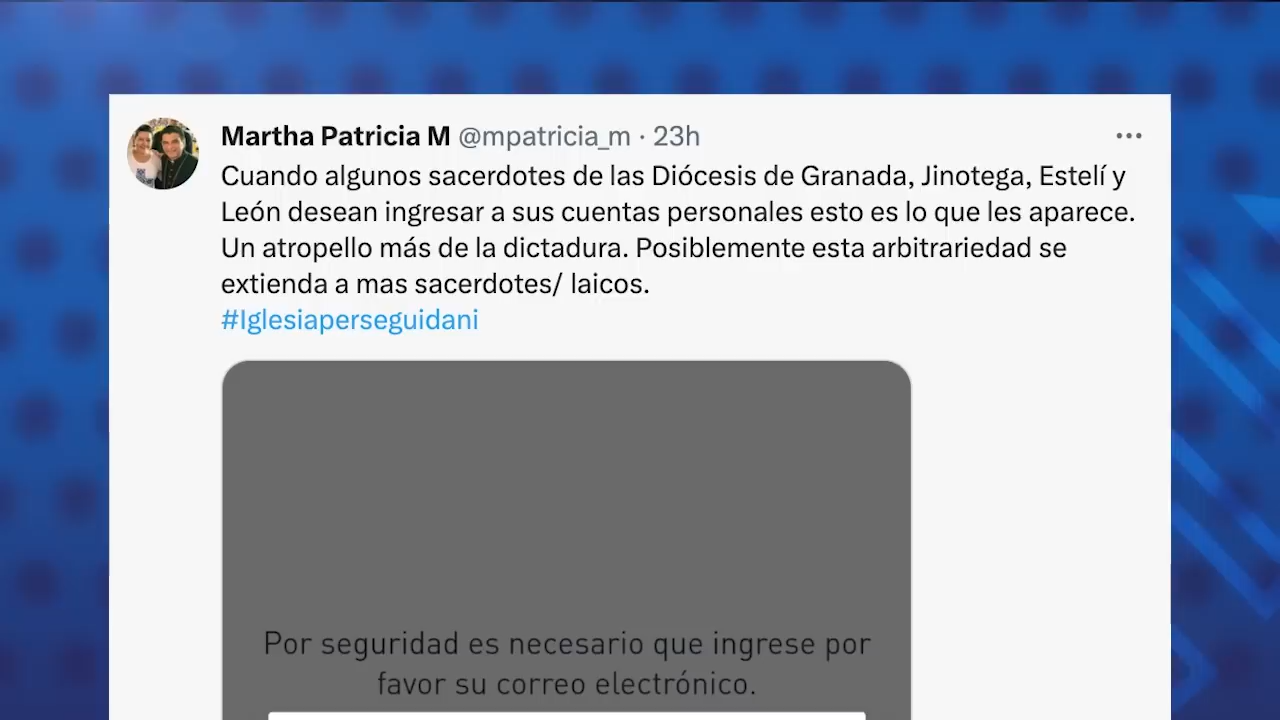 Martha Patricia M @mpatricia_m · 23h
Cuando algunos sacerdotes de las Diócesis de Granada, Jinotega, Estelí y
León desean ingresar a sus cuentas personales esto es lo que les aparece.
Un atropello más de la dictadura. Posiblemente esta arbitrariedad se
extienda a mas sacerdotes/ laicos.
#Iglesiaperseguidani
Por seguridad es necesario que ingrese por
favor su correo electrónico.